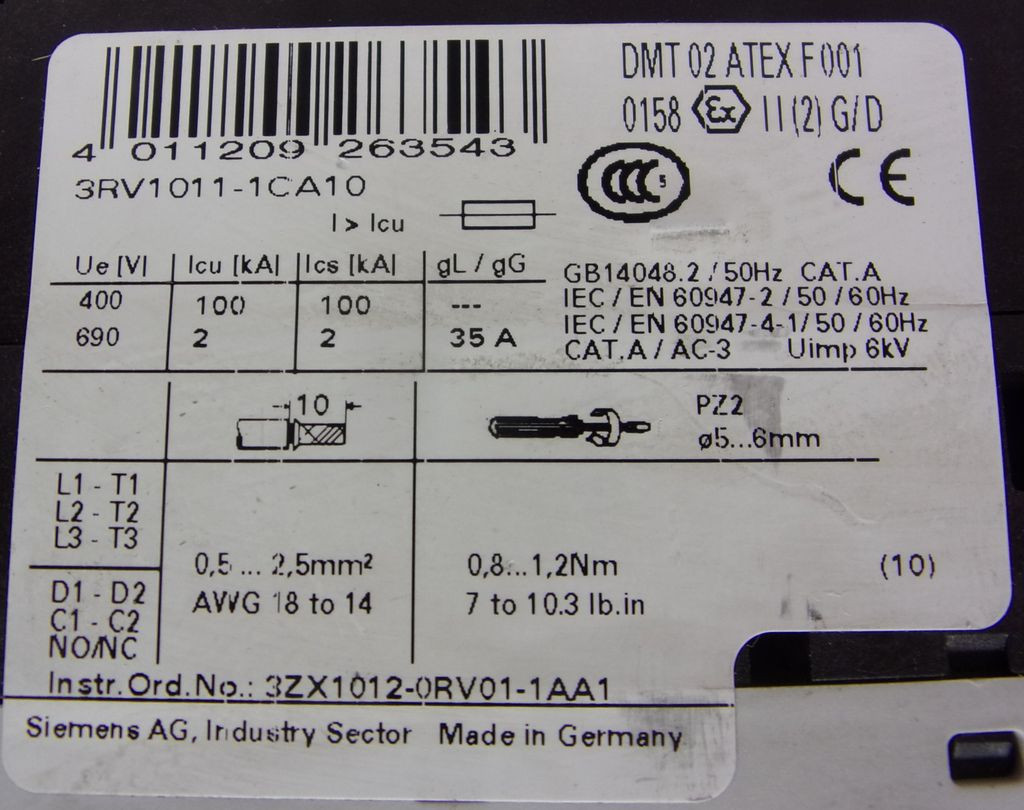 DMT 02 ATEX F 001
0158 Ex II (2) G/D
4 011209 263543
CCC S
CE
3RV1011-1CA10
I > Icu
Ue [V] Icu [kA] Ics [kA] gL / gG
400 100 100 ---
690 2 2 35 A
GB14048.2 / 50Hz CAT.A
IEC / EN 60947-2 / 50 / 60Hz
IEC / EN 60947-4-1/ 50 / 60Hz
CAT.A / AC-3 Uimp 6kV
10
PZ2
ø5...6mm
L1 - T1
L2 - T2
L3 - T3
D1 - D2
C1 - C2
NO/NC
0,5 ... 2,5mm²
AWG 18 to 14
0,8...1,2Nm
7 to 10.3 lb.in
(10)
Instr.Ord.No.: 3ZX1012-0RV01-1AA1
Siemens AG, Industry Sector Made in Germany